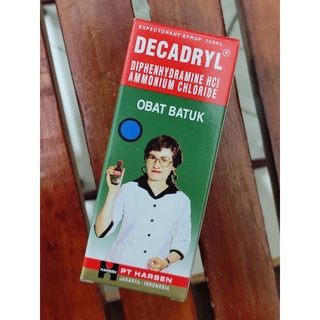 EXPECTORANT SYRUP 120ML
DECADRYL®
DIPHENHYDRAMINE HCl
AMMONIUM CHLORIDE
OBAT BATUK
HARSEN
PT HARSEN
JAKARTA - INDONESIA